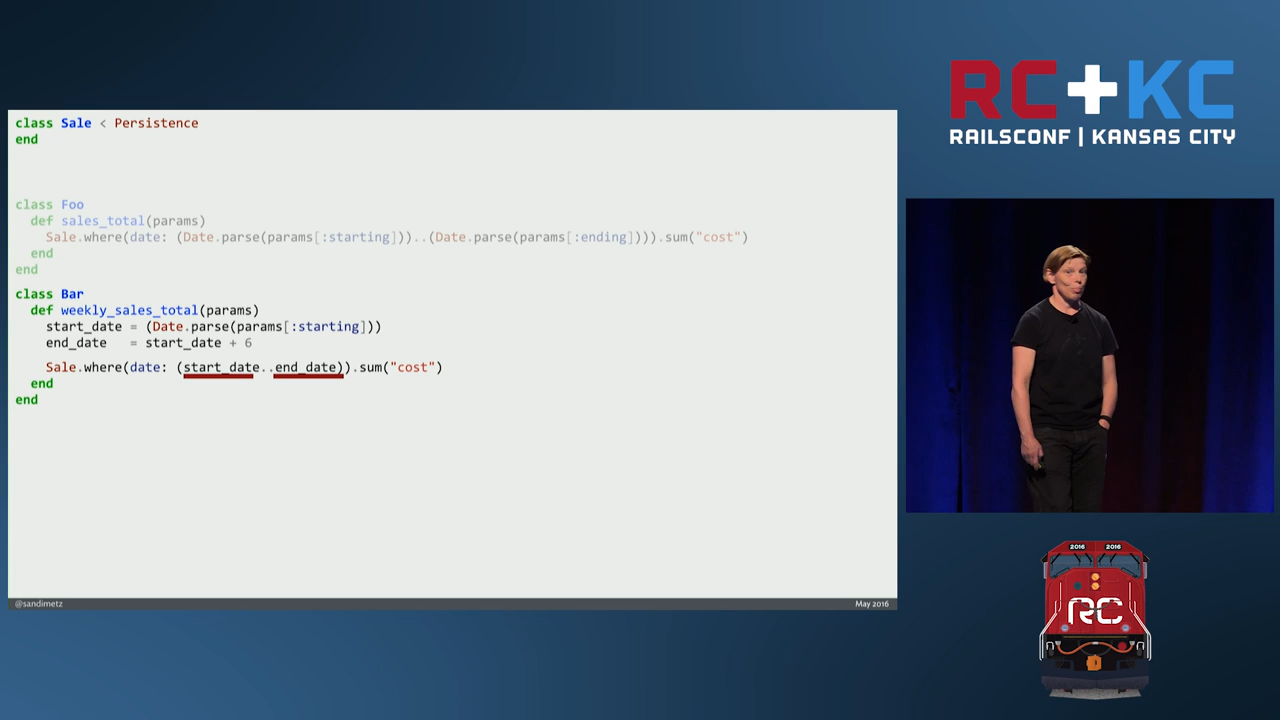 RC+KC
RAILSCONF | KANSAS CITY
class Sale < Persistence
end
class Foo
  def sales_total(params)
    Sale.where(date: (Date.parse(params[:starting]))..(Date.parse(params[:ending]))).sum("cost")
  end
end
class Bar
  def weekly_sales_total(params)
    start_date = (Date.parse(params[:starting]))
    end_date   = start_date + 6
    Sale.where(date: (start_date..end_date)).sum("cost")
  end
end
@sandimetz
May 2016
2016 2016
RC